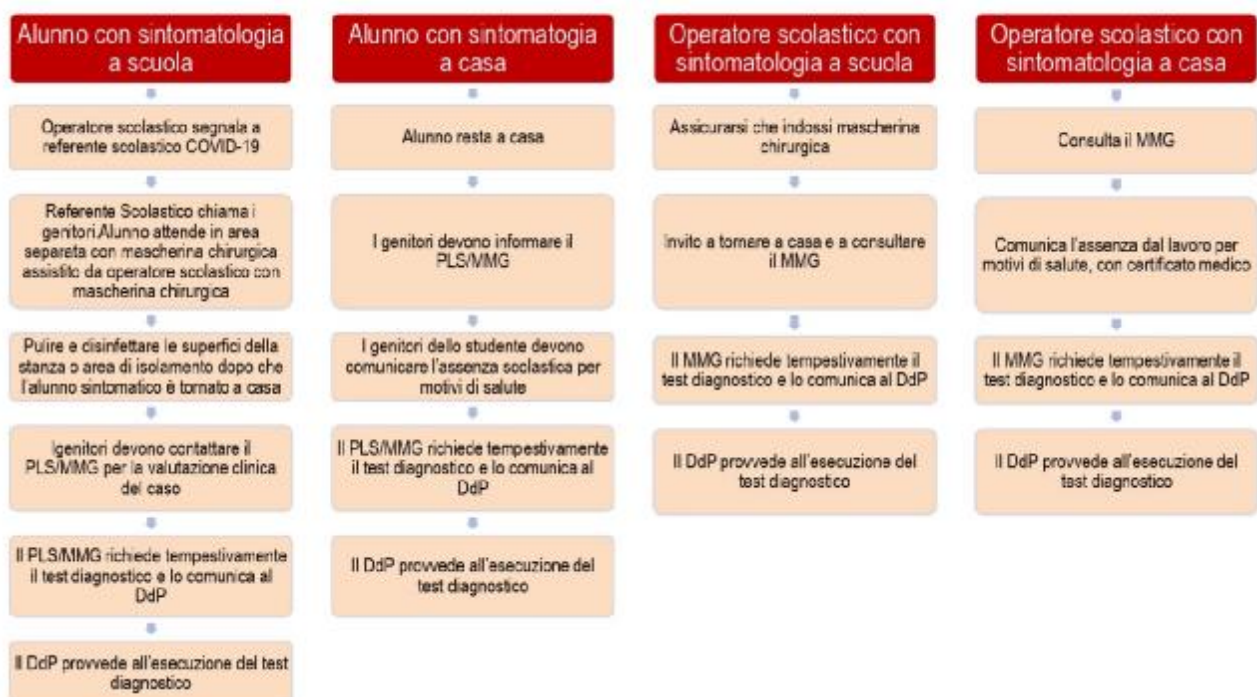 Alunno con sintomatologia
a scuola
Operatore scolastico segnala a
referente scolastico COVID-19
Referente Scolastico chiama i
genitori.Alunno attende in area
separata con mascherina chirurgica
assistito da operatore scolastico con
mascherina chirurgica
Pulire e disinfettare le superfici della
stanza o area di isolamento dopo che
l'alunno sintomatico è tornato a casa
Igenitori devono contattare il
PLS/MMG per la valutazione clinica
del caso
Il PLS/MMG richiede tempestivamente
il test diagnostico e lo comunica al
DdP
Il DdP provvede all'esecuzione del test
diagnostico
Alunno con sintomatogia
a casa
Alunno resta a casa
I genitori devono informare il
PLS/MMG
I genitori dello studente devono
comunicare l'assenza scolastica per
motivi di salute
Il PLS/MMG richiede tempestivamente
il test diagnostico e lo comunica al
DdP
Il DdP provvede all'esecuzione del
test diagnostico
Operatore scolastico con
sintomatologia a scuola
Assicurarsi che indossi mascherina
chirurgica
Invito a tornare a casa e a consultare
il MMG
Il MMG richiede tempestivamente il
test diagnostico e lo comunica al DdP
Il DdP provvede all'esecuzione del
test diagnostico
Operatore scolastico con
sintomatologia a casa
Consulta il MMG
Comunica l'assenza dal lavoro per
motivi di salute, con certificato medico
Il MMG richiede tempestivamente il
test diagnostico e lo comunica al DdP
Il DdP provvede all'esecuzione del
test diagnostico